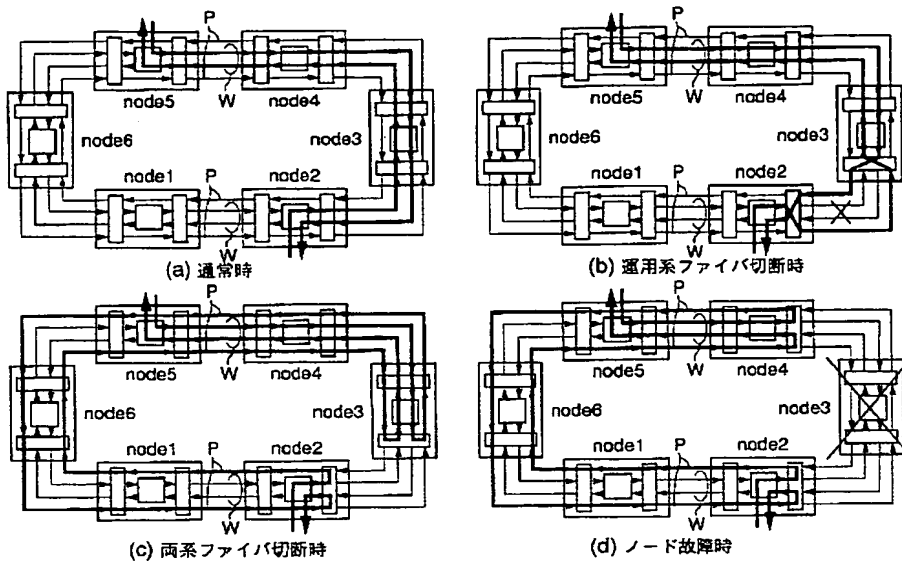 P
node5
W
node4
node6
node3
node1
P
node2
W
(a) 通常時
P
node5
W
node4
node6
node3
node1
P
node2
W
(b) 運用系ファイバ切断時
P
node5
W
node4
node6
node3
node1
P
node2
W
(c) 両系ファイバ切断時
P
node5
W
node4
node6
node3
node1
P
node2
W
(d) ノード故障時